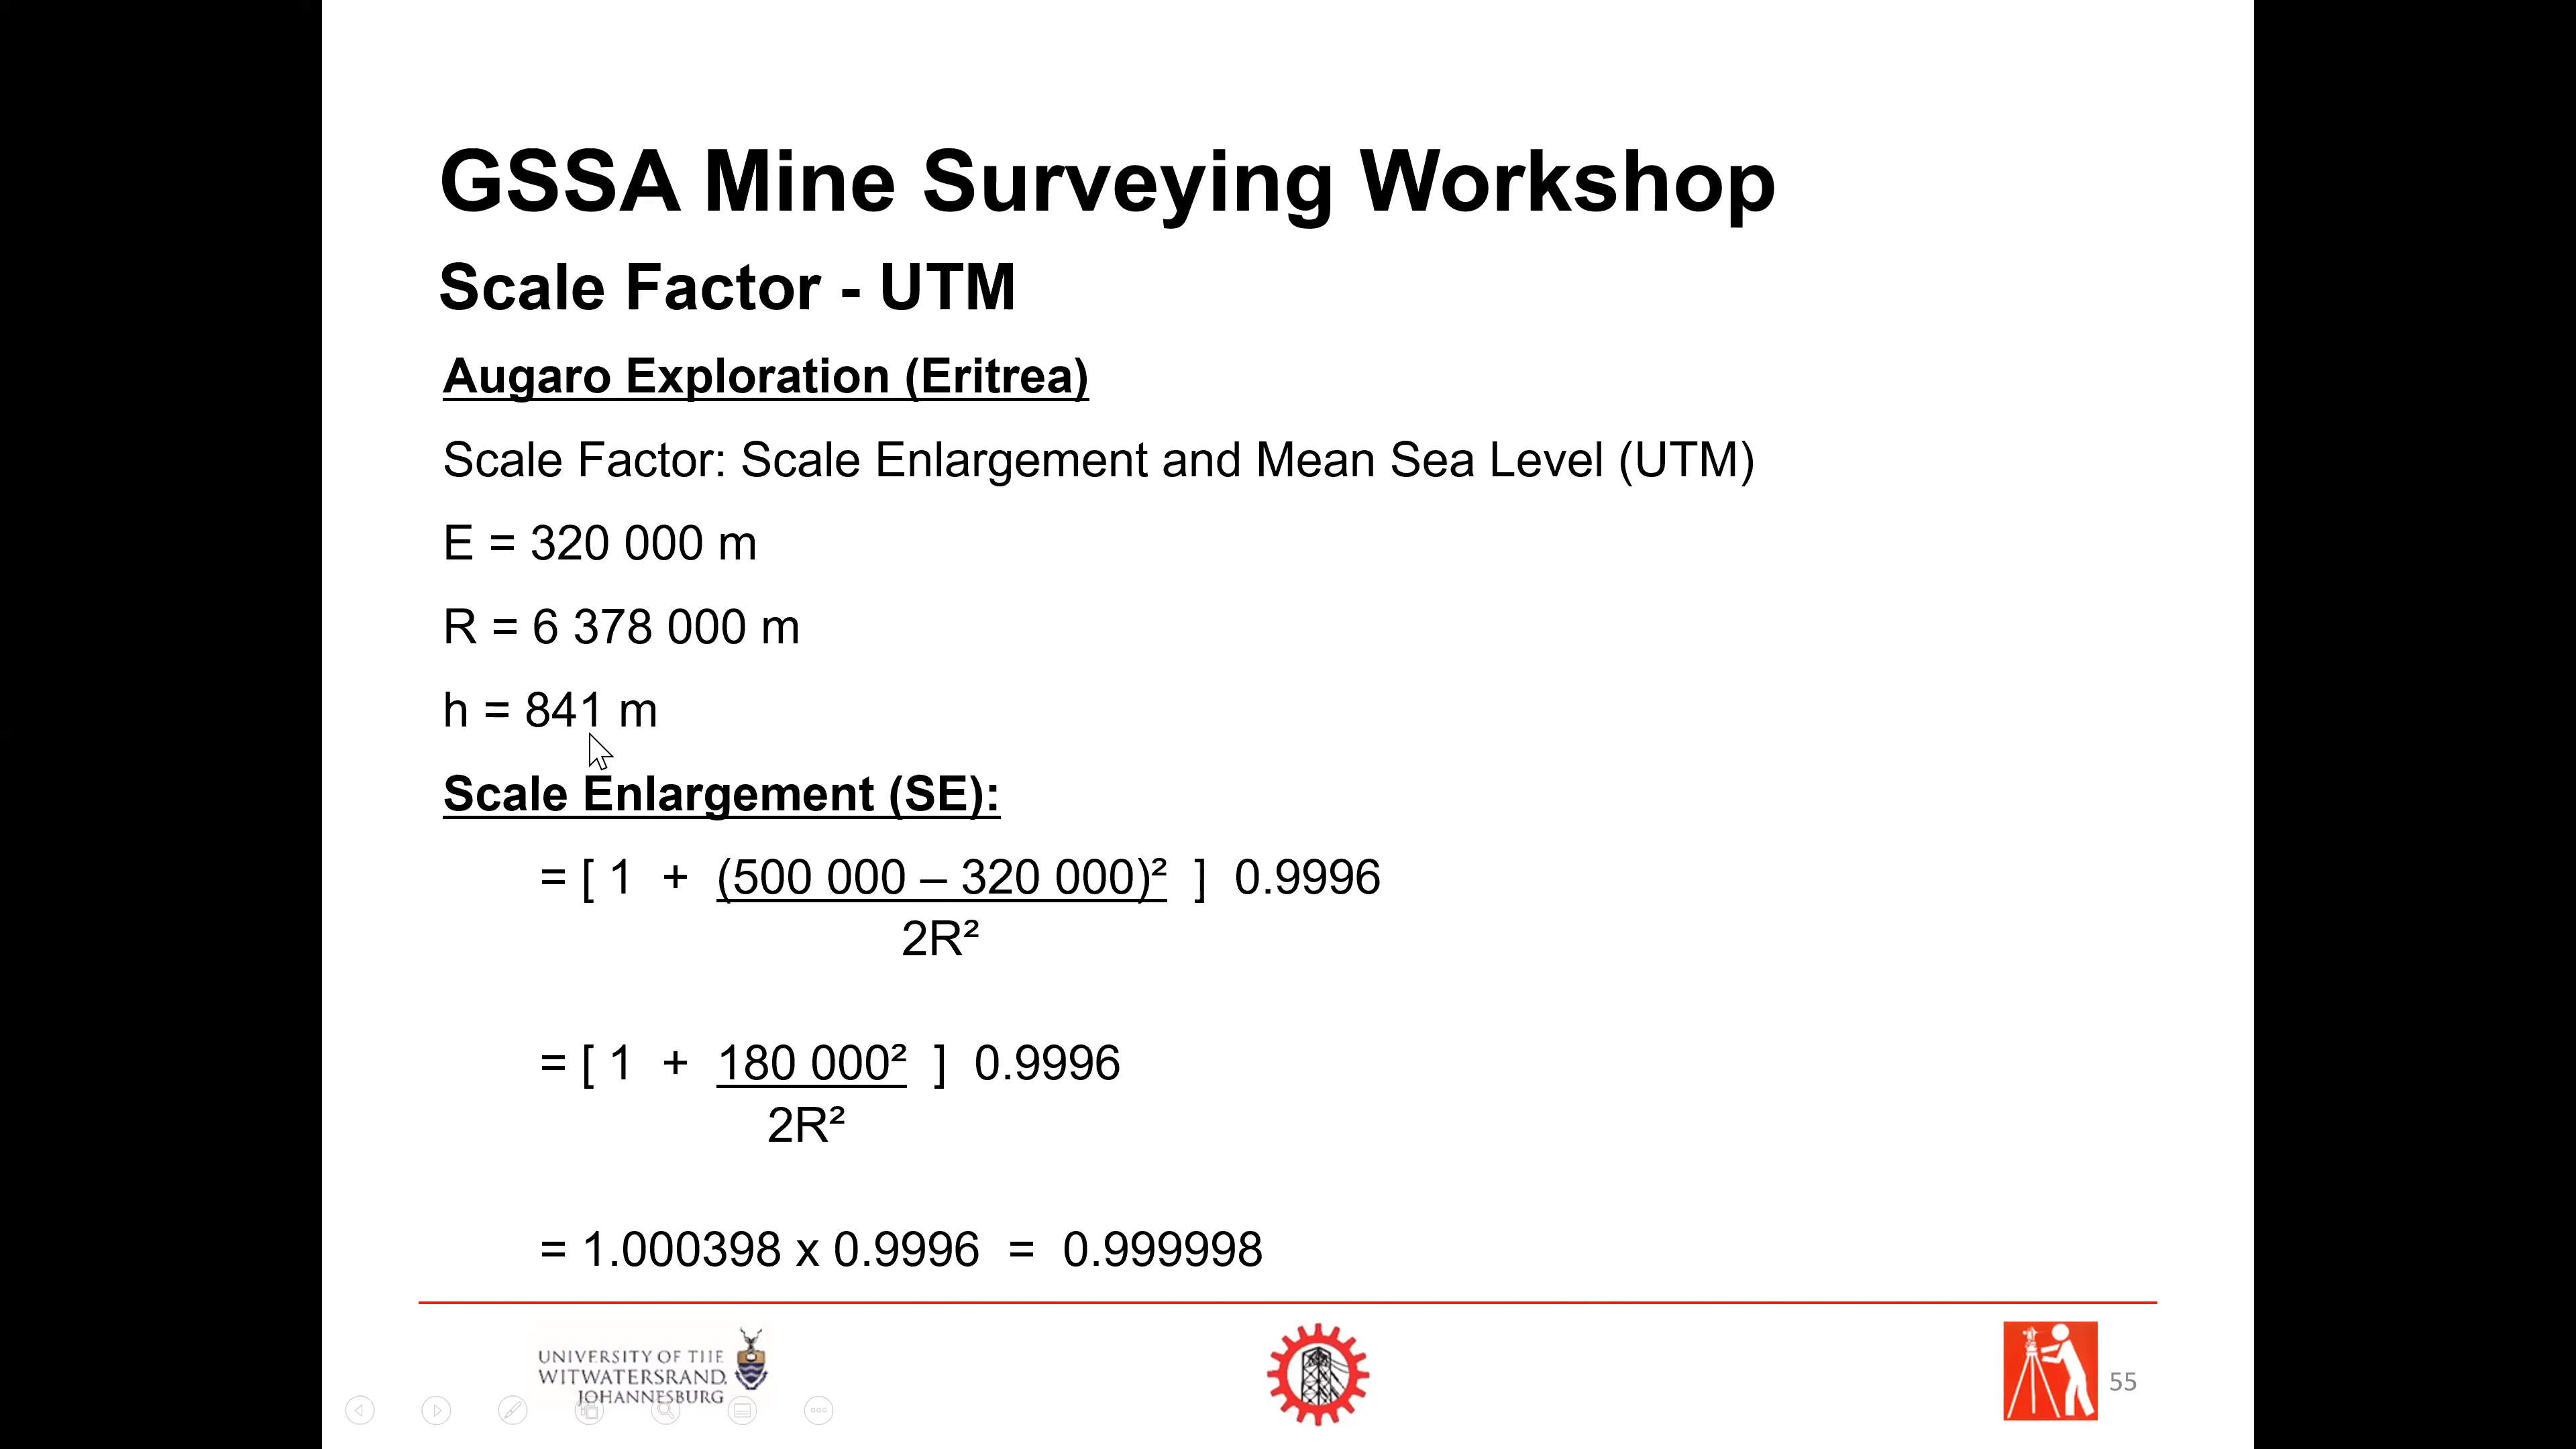 GSSA Mine Surveying Workshop
Scale Factor - UTM
Augaro Exploration (Eritrea)
Scale Factor: Scale Enlargement and Mean Sea Level (UTM)
E = 320 000 m
R = 6 378 000 m
h = 841 m
Scale Enlargement (SE):
= [ 1 + (500 000 – 320 000)² ] 0.9996
2R²
= [ 1 + 180 000² ] 0.9996
2R²
= 1.000398 x 0.9996 = 0.999998
UNIVERSITY OF THE
WITWATERSRAND,
JOHANNESBURG
55